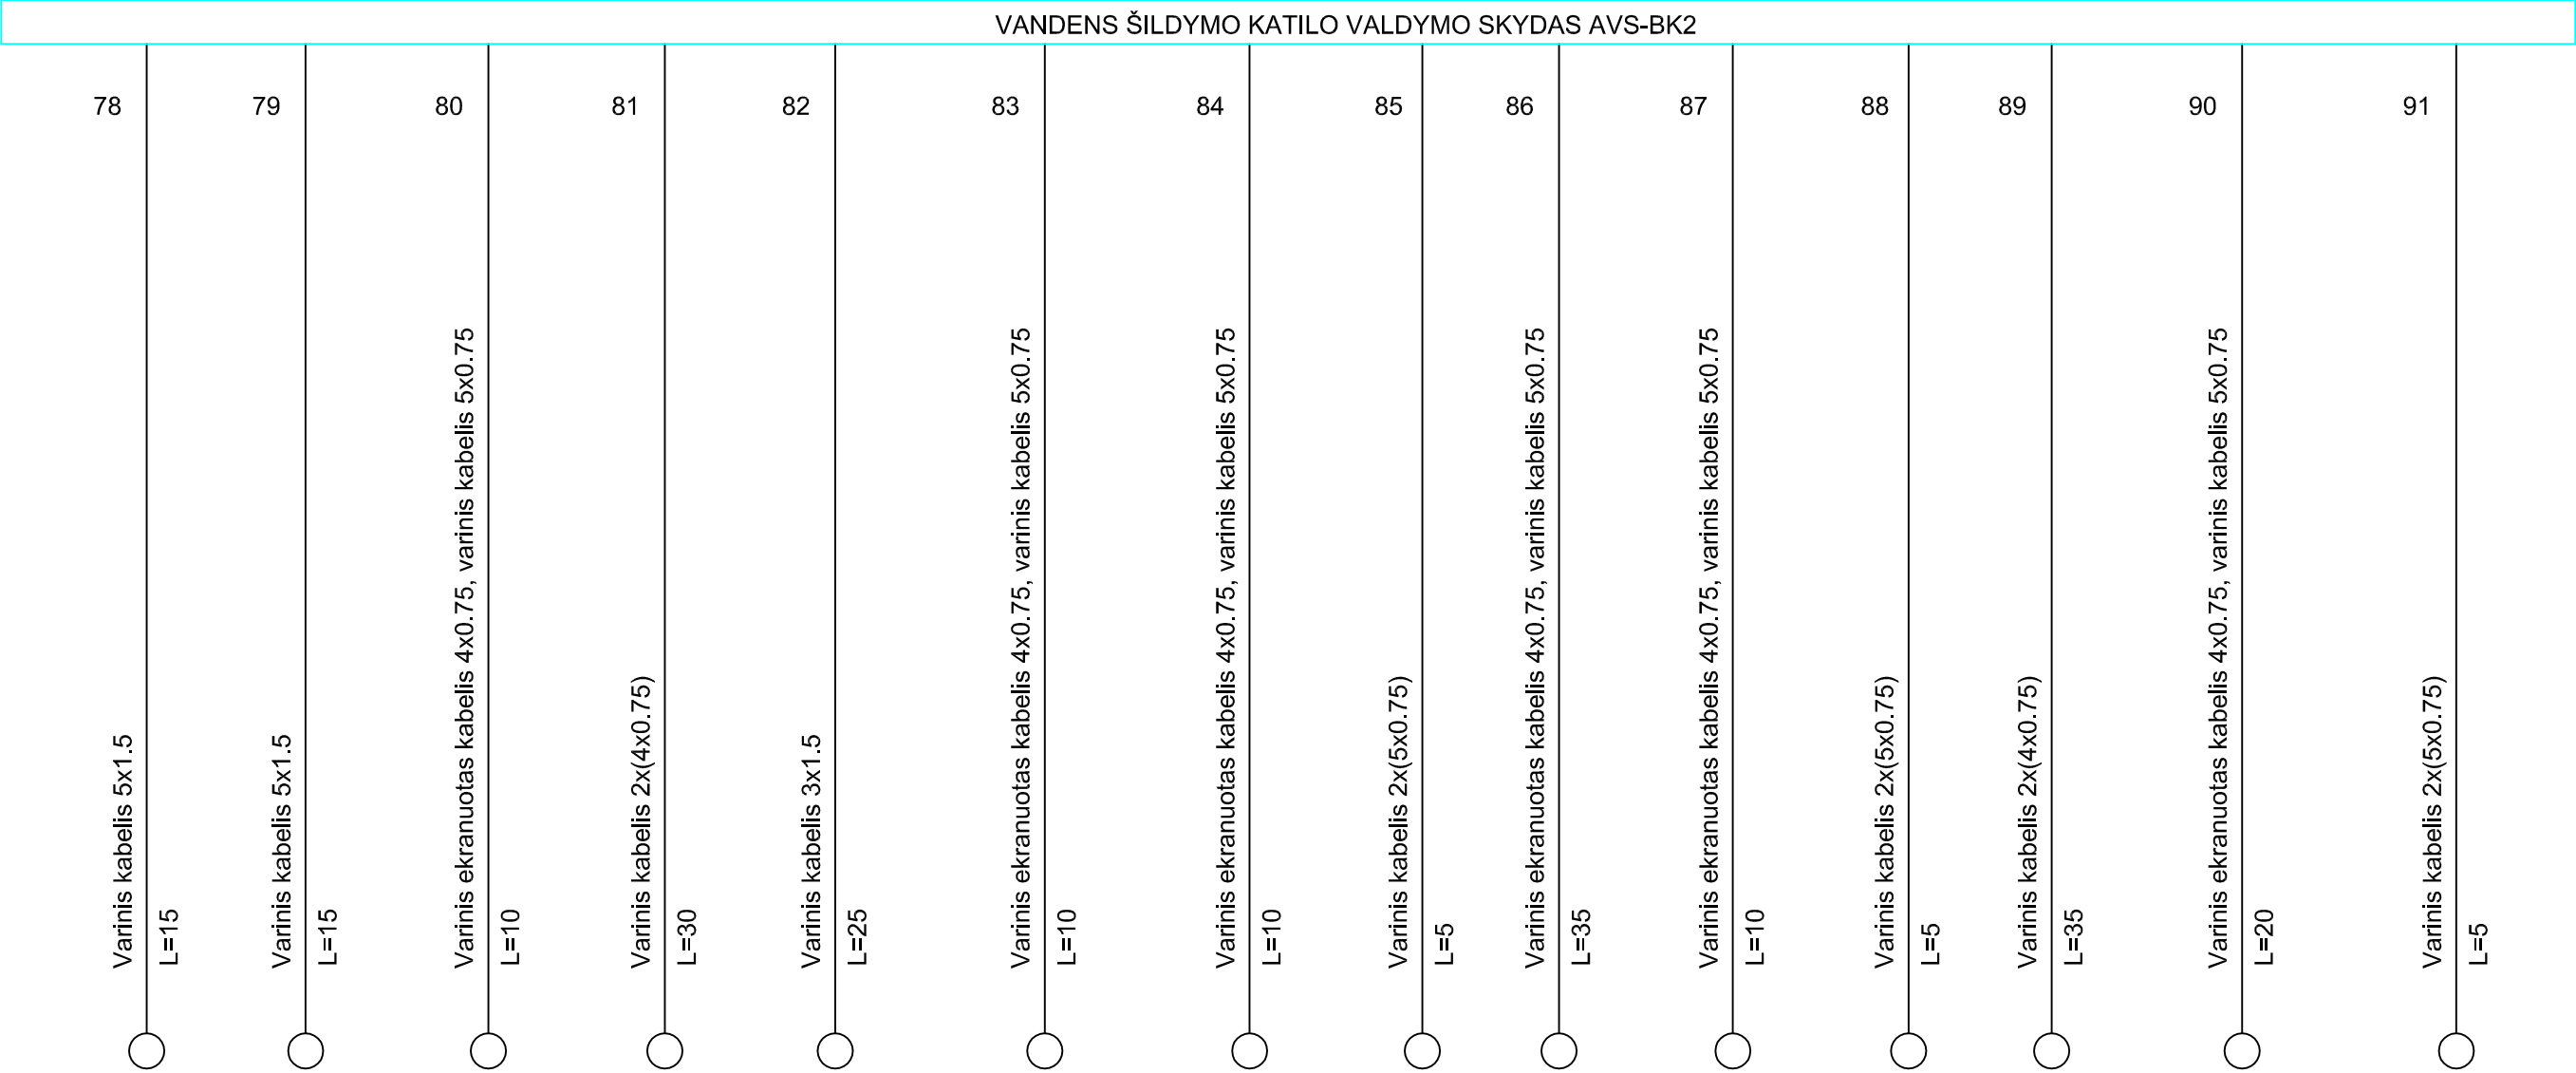 VANDENS ŠILDYMO KATILO VALDYMO SKYDAS AVS-BK2
78
Varinis kabelis 5x1.5
L=15
79
Varinis kabelis 5x1.5
L=15
80
Varinis ekranuotas kabelis 4x0.75, varinis kabelis 5x0.75
L=10
81
Varinis kabelis 2x(4x0.75)
L=30
82
Varinis kabelis 3x1.5
L=25
83
Varinis ekranuotas kabelis 4x0.75, varinis kabelis 5x0.75
L=10
84
Varinis ekranuotas kabelis 4x0.75, varinis kabelis 5x0.75
L=10
85
Varinis kabelis 2x(5x0.75)
L=5
86
Varinis ekranuotas kabelis 4x0.75, varinis kabelis 5x0.75
L=35
87
Varinis ekranuotas kabelis 4x0.75, varinis kabelis 5x0.75
L=10
88
Varinis kabelis 2x(5x0.75)
L=5
89
Varinis kabelis 2x(4x0.75)
L=35
90
Varinis ekranuotas kabelis 4x0.75, varinis kabelis 5x0.75
L=20
91
Varinis kabelis 2x(5x0.75)
L=5